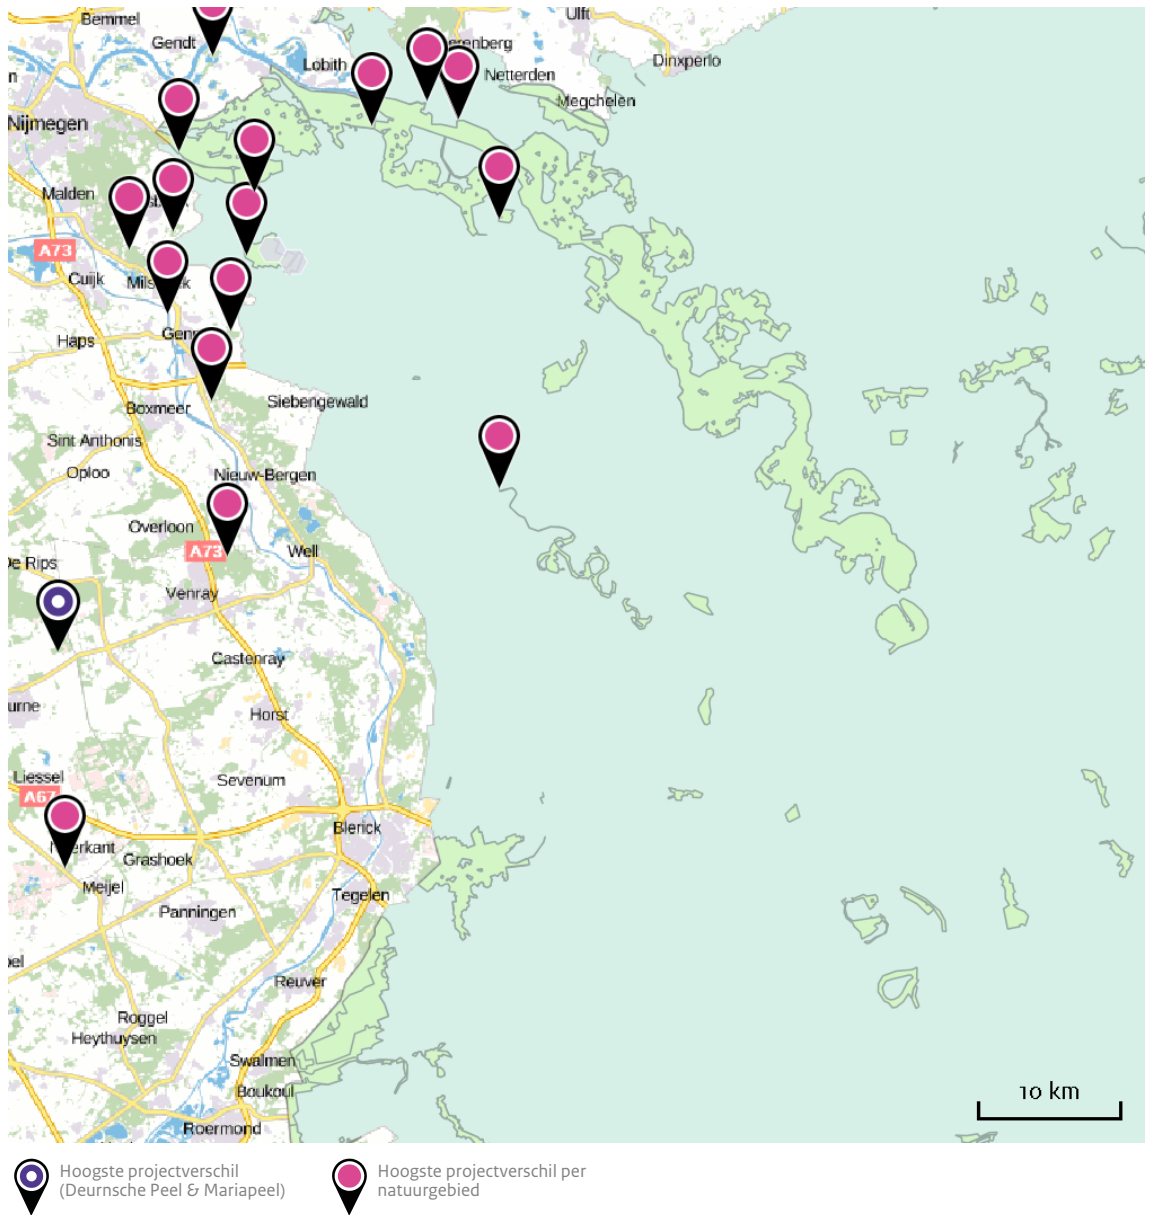 Bemmel
Ulft
Gendt
Lobith
Netterden
Dinxperlo
Megchelen
Nijmegen
Malden
A73
Cuijk
Haps
Boxmeer
Siebengewald
Sint Anthonis
Oploo
Nieuw-Bergen
Overloon
A73
Well
De Rips
Venray
Castenray
Horst
Sevenum
Liessel
A67
Blerick
Grashoek
Meijel
Tegelen
Panningen
Reuver
Roggel
Heythuysen
Swalmen
Boukoul
Roermond
10 km
Hoogste projectverschil
(Deurnsche Peel & Mariapeel)
Hoogste projectverschil per
natuurgebied